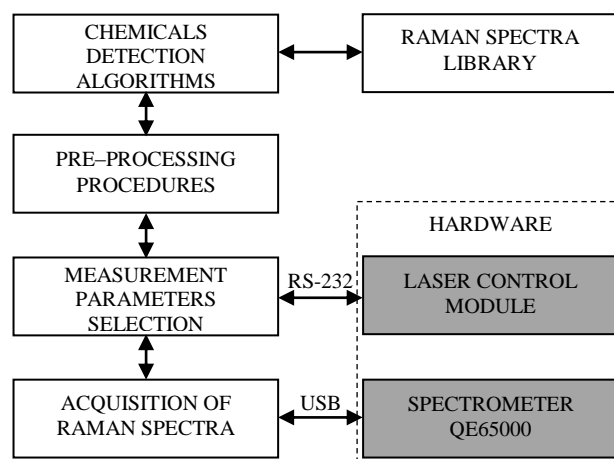 CHEMICALS
DETECTION
ALGORITHMS
RAMAN SPECTRA
LIBRARY
PRE–PROCESSING
PROCEDURES
HARDWARE
MEASUREMENT
PARAMETERS
SELECTION
RS-232
LASER CONTROL
MODULE
ACQUISITION OF
RAMAN SPECTRA
USB
SPECTROMETER
QE65000